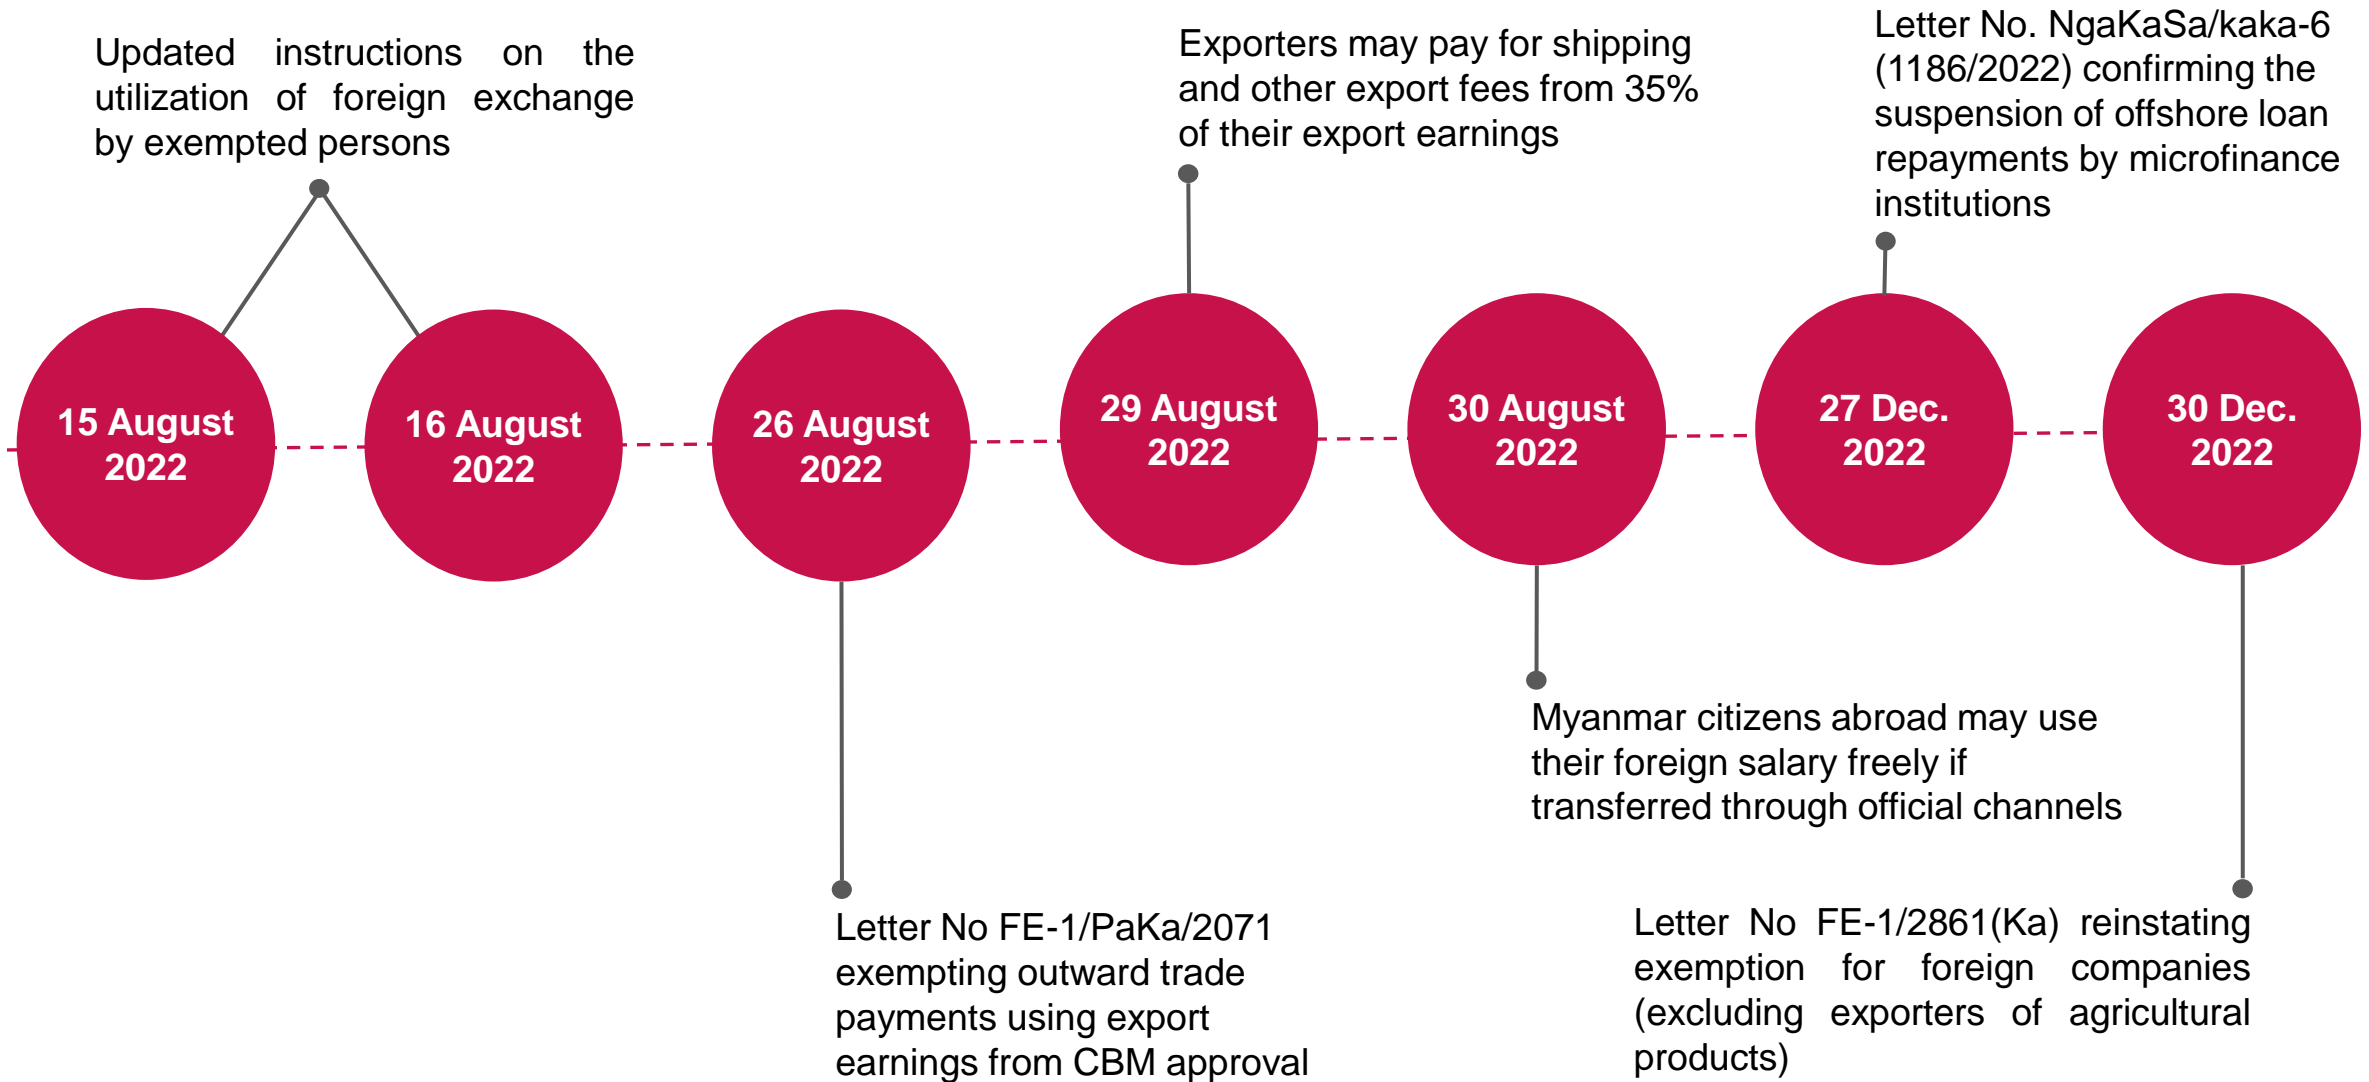 Updated instructions on the
utilization of foreign exchange
by exempted persons
Exporters may pay for shipping
and other export fees from 35%
of their export earnings
Letter No. NgaKaSa/kaka-6
(1186/2022) confirming the
suspension of offshore loan
repayments by microfinance
institutions
15 August
2022
16 August
2022
26 August
2022
29 August
2022
30 August
2022
27 Dec.
2022
30 Dec.
2022
Letter No FE-1/PaKa/2071
exempting outward trade
payments using export
earnings from CBM approval
Myanmar citizens abroad may use
their foreign salary freely if
transferred through official channels
Letter No FE-1/2861(Ka) reinstating
exemption for foreign companies
(excluding exporters of agricultural
products)